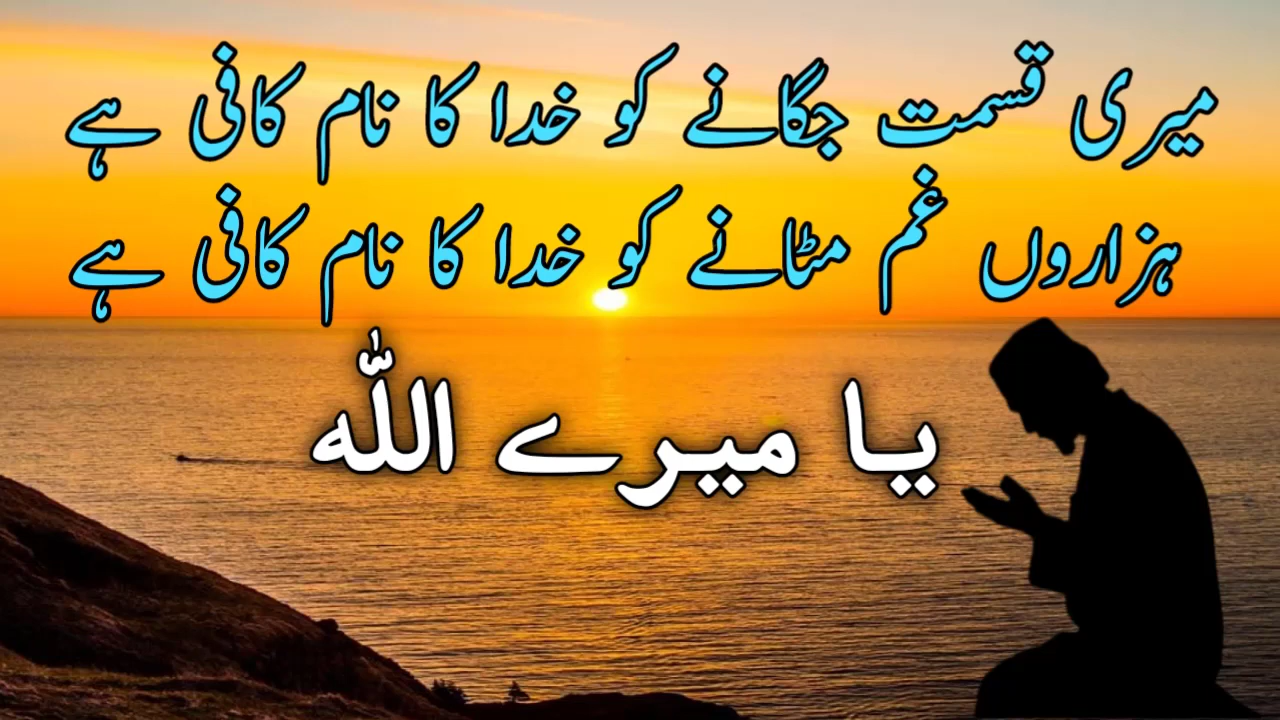 میری قسمت جگانے کو خدا کا نام کافی ہے
ہزاروں غم مٹانے کو خدا کا نام کافی ہے
یا میرے اللّٰہ